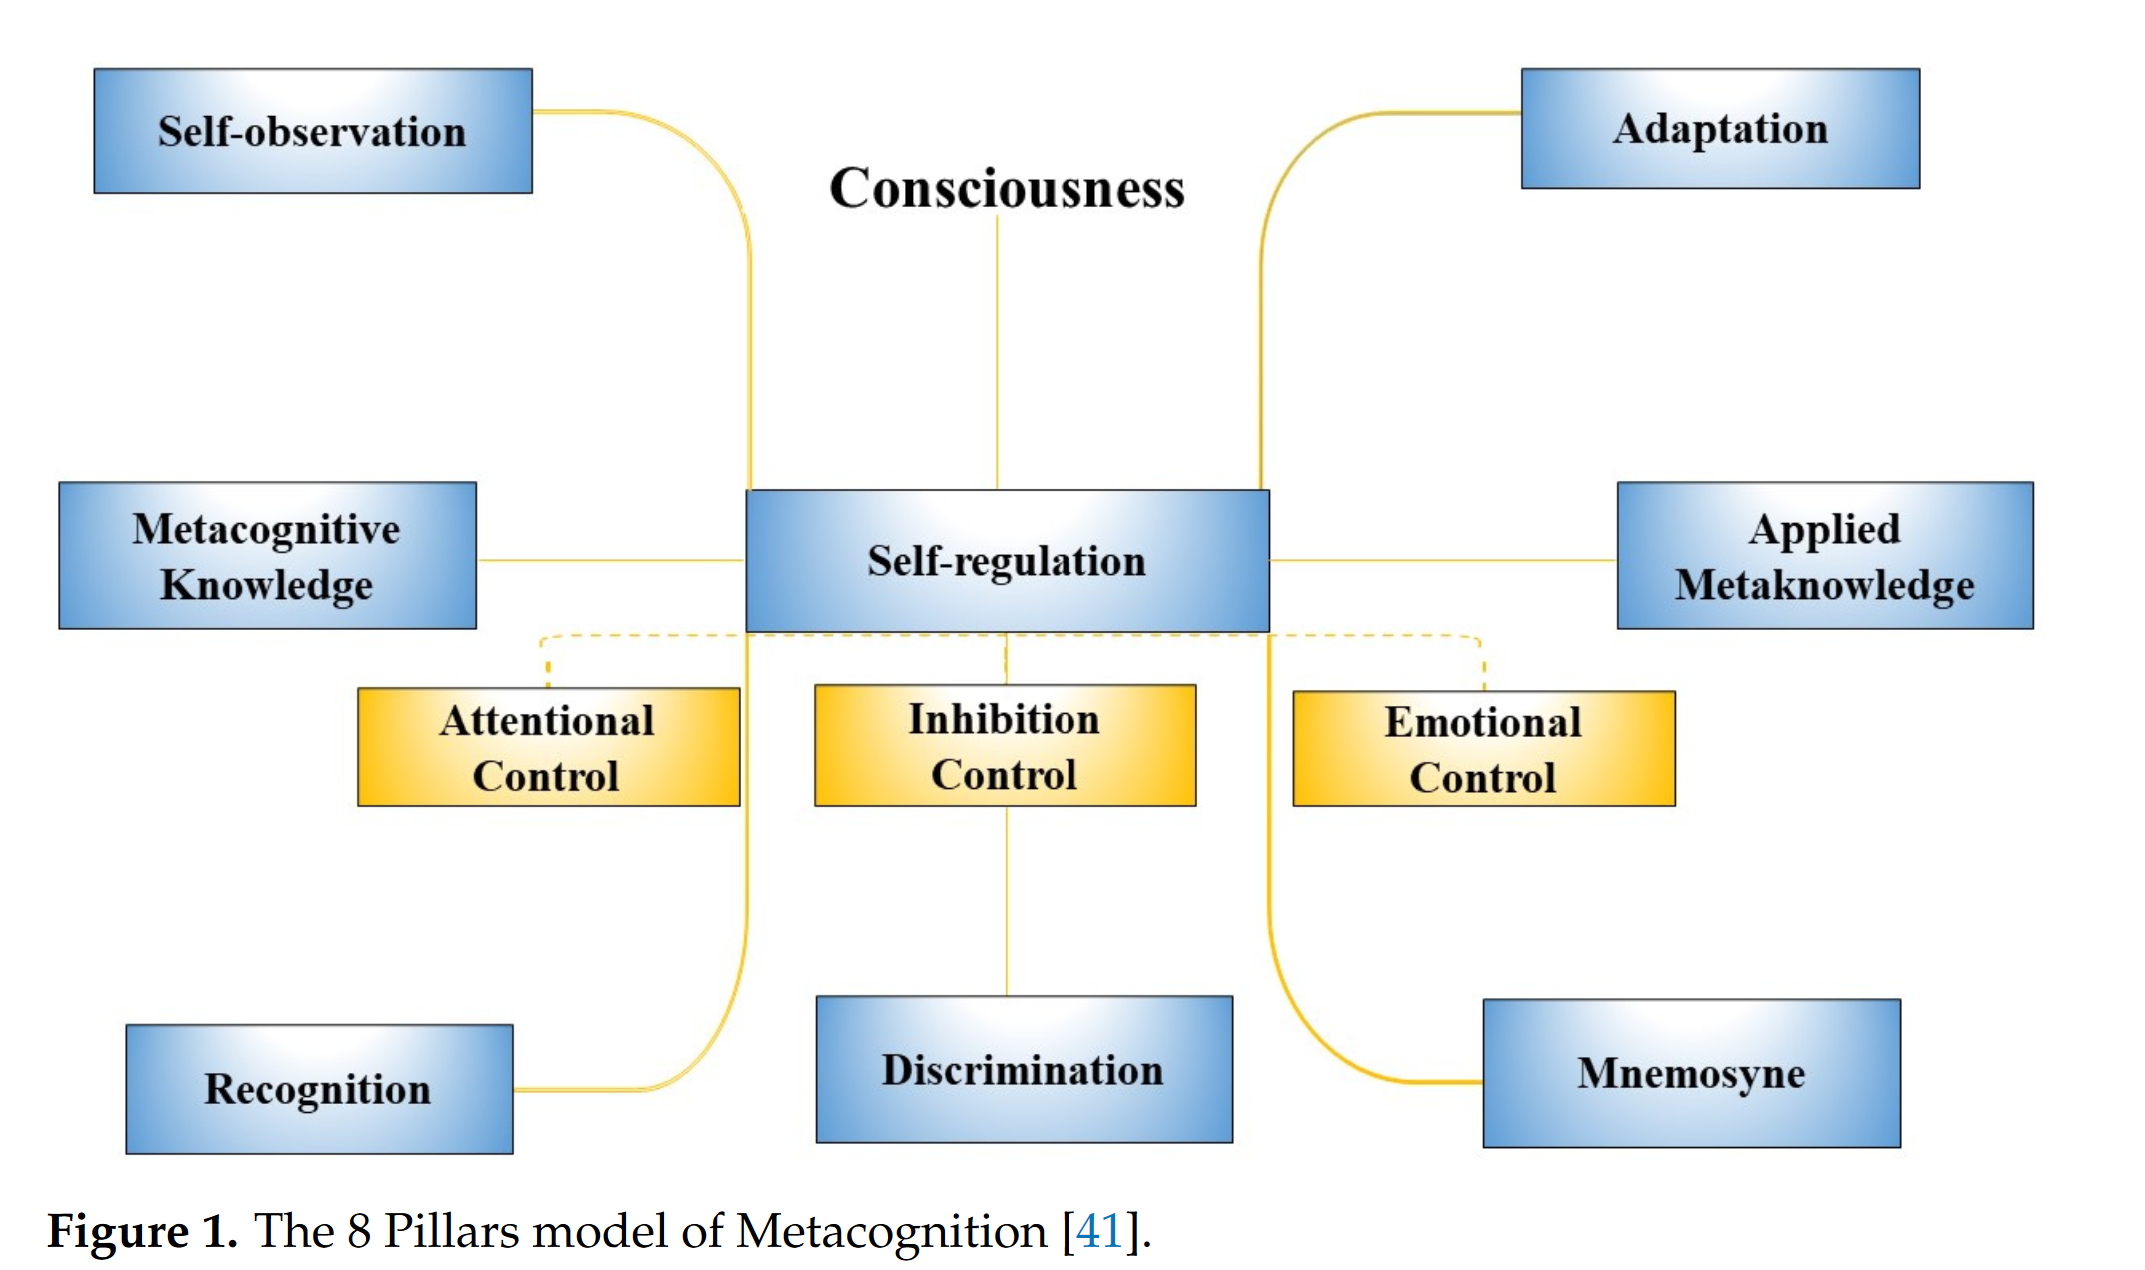 Self-observation
Adaptation
Consciousness
Metacognitive
Knowledge
Self-regulation
Applied
Metaknowledge
Attentional
Control
Inhibition
Control
Emotional
Control
Recognition
Discrimination
Mnemosyne
Figure 1. The 8 Pillars model of Metacognition [41].